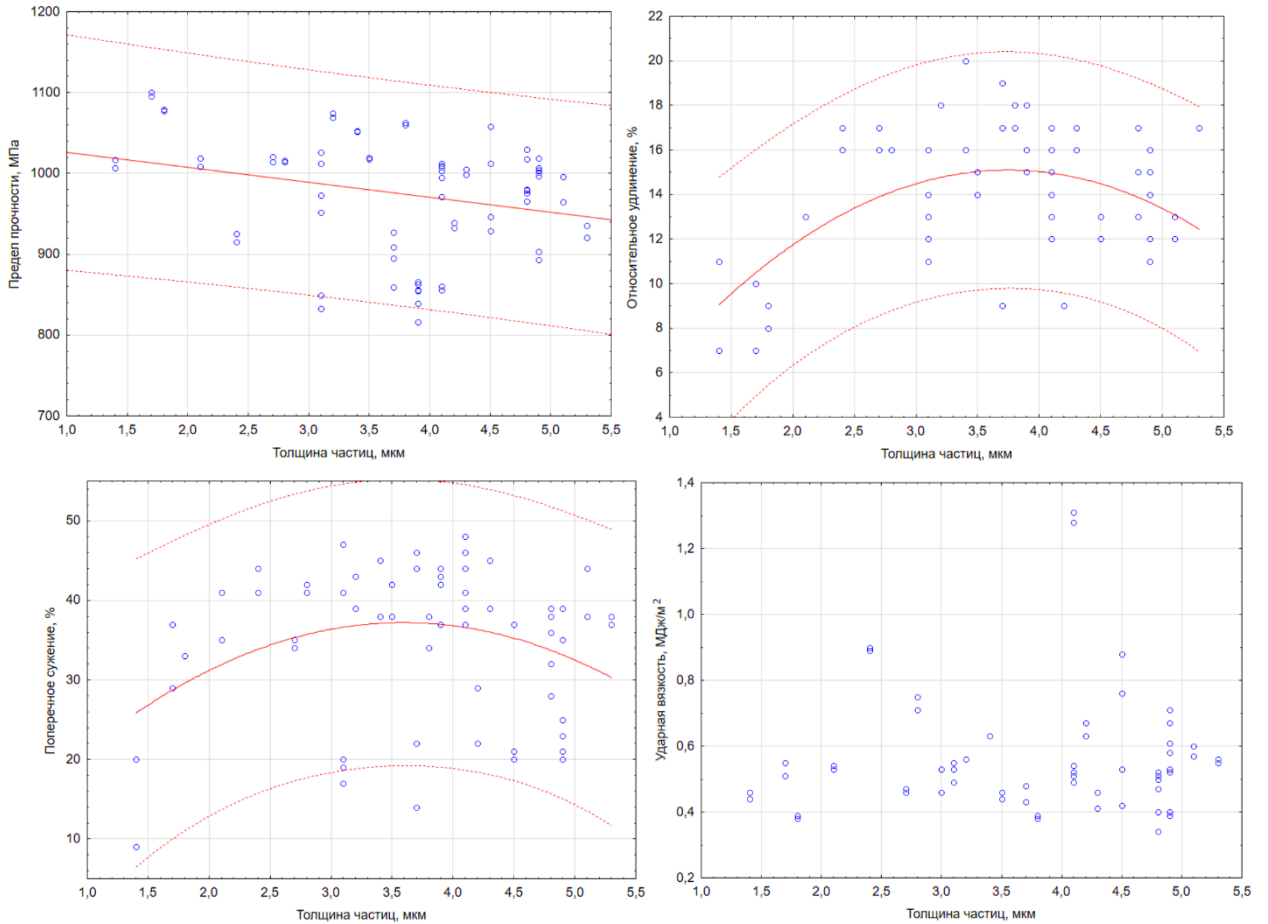 Предел прочности, МПа
1200
1100
1000
900
800
700
1,0 1,5 2,0 2,5 3,0 3,5 4,0 4,5 5,0 5,5
Толщина частиц, мкм
Относительное удлинение, %
22
20
18
16
14
12
10
8
6
4
1,0 1,5 2,0 2,5 3,0 3,5 4,0 4,5 5,0 5,5
Толщина частиц, мкм
Поперечное сужение, %
50
40
30
20
10
1,0 1,5 2,0 2,5 3,0 3,5 4,0 4,5 5,0 5,5
Толщина частиц, мкм
Ударная вязкость, МДж/м²
1,4
1,2
1,0
0,8
0,6
0,4
0,2
1,0 1,5 2,0 2,5 3,0 3,5 4,0 4,5 5,0 5,5
Толщина частиц, мкм